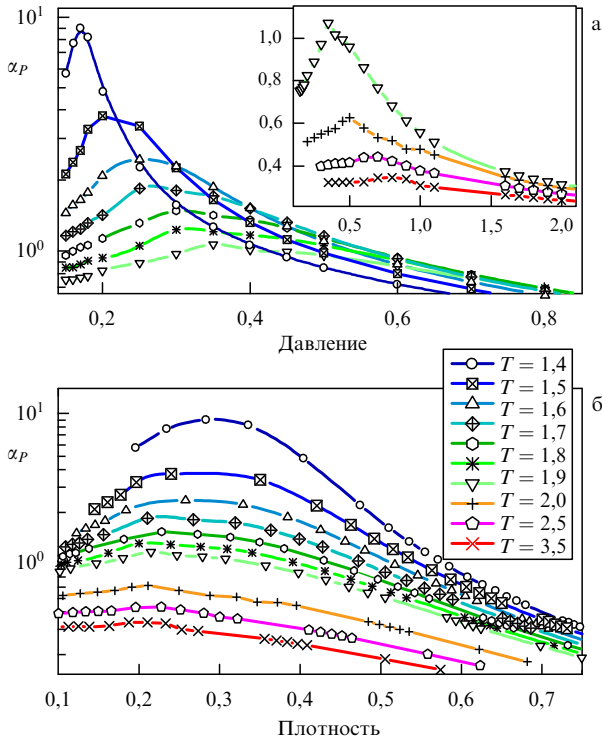 а
10¹
α_P
10⁰
1,0
0,8
0,6
0,4
0,5
1,0
1,5
2,0
0,2
0,4
0,6
0,8
Давление
б
10¹
α_P
10⁰
T = 1,4
T = 1,5
T = 1,6
T = 1,7
T = 1,8
T = 1,9
T = 2,0
T = 2,5
T = 3,5
0,1
0,2
0,3
0,4
0,5
0,6
0,7
Плотность